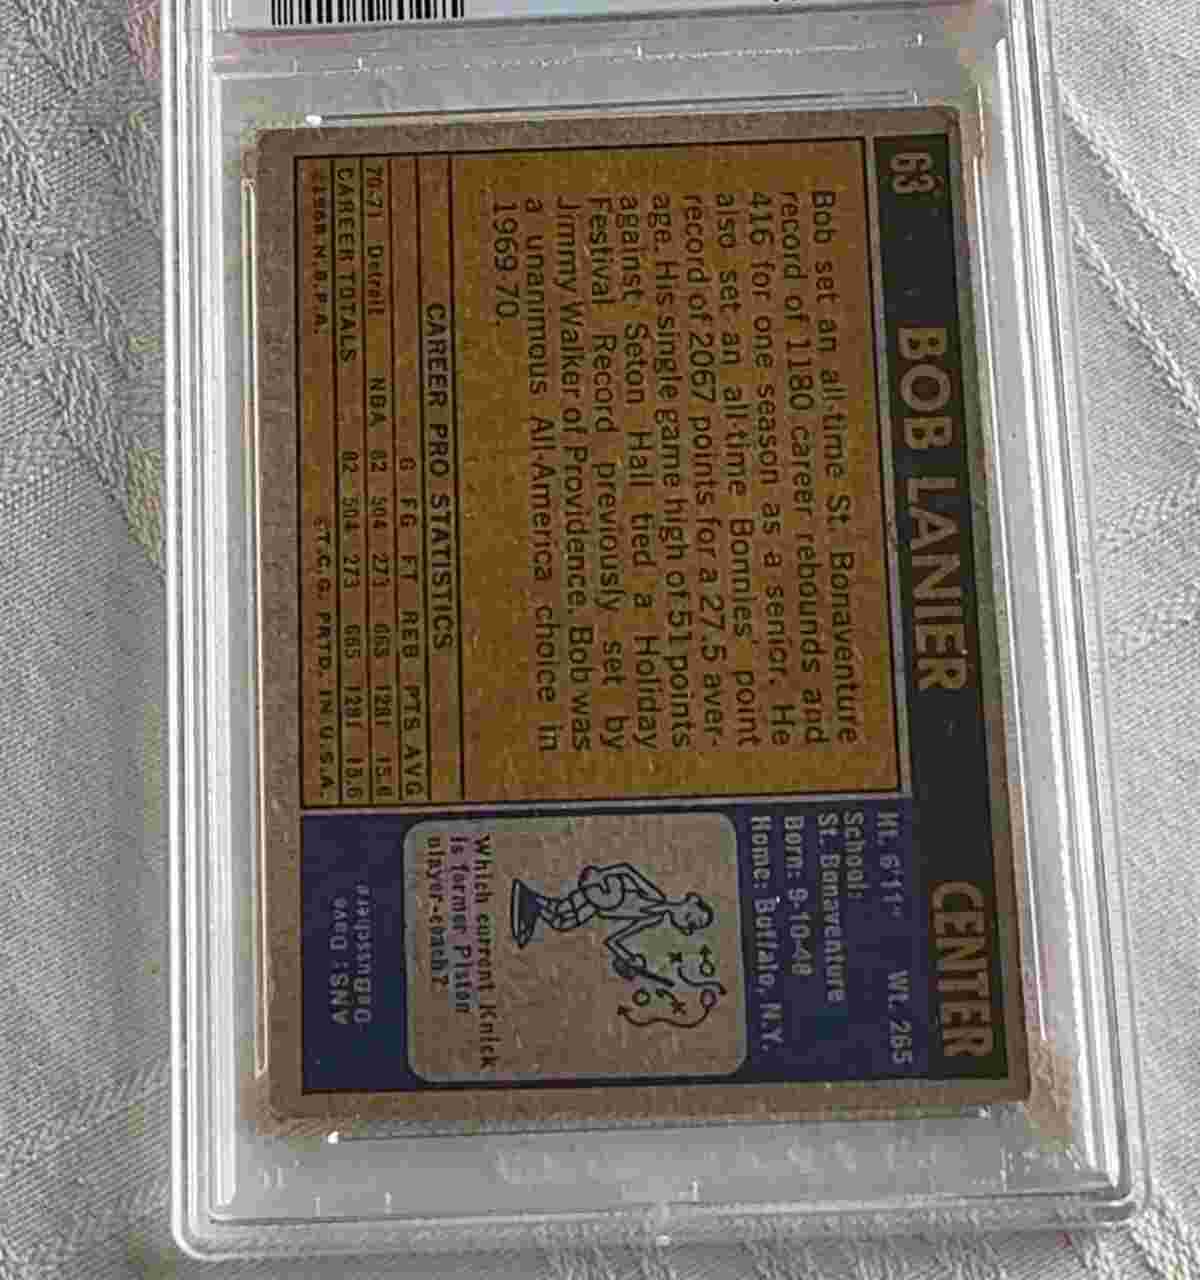 63 BOB LANIER CENTER
Bob set an all-time St. Bonaventure
record of 1180 career rebounds and
416 for one season as a senior. He
also set an all-time Bonnies' point
record of 2067 points for a 27.5 aver-
age. His single game high of 51 points
against Seton Hall tied a Holiday
Festival Record previously set by
Jimmy Walker of Providence. Bob was
a unanimous All-America choice in
1969-70.
CAREER PRO STATISTICS
G FG FT REB PTS AVG
70-71 Detroit NBA 82 504 273 665 1281 15.6
CAREER TOTALS 82 504 273 665 1281 15.6
©1968 N.B.P.A. ©T.C.G. PRTD. IN U.S.A.
Ht. 6'11" Wt. 265
School:
St. Bonaventure
Born: 9-10-48
Home: Buffalo, N.Y.
Which current Knick
is former Piston
player-coach?
ANS: Dave
DeBusschere